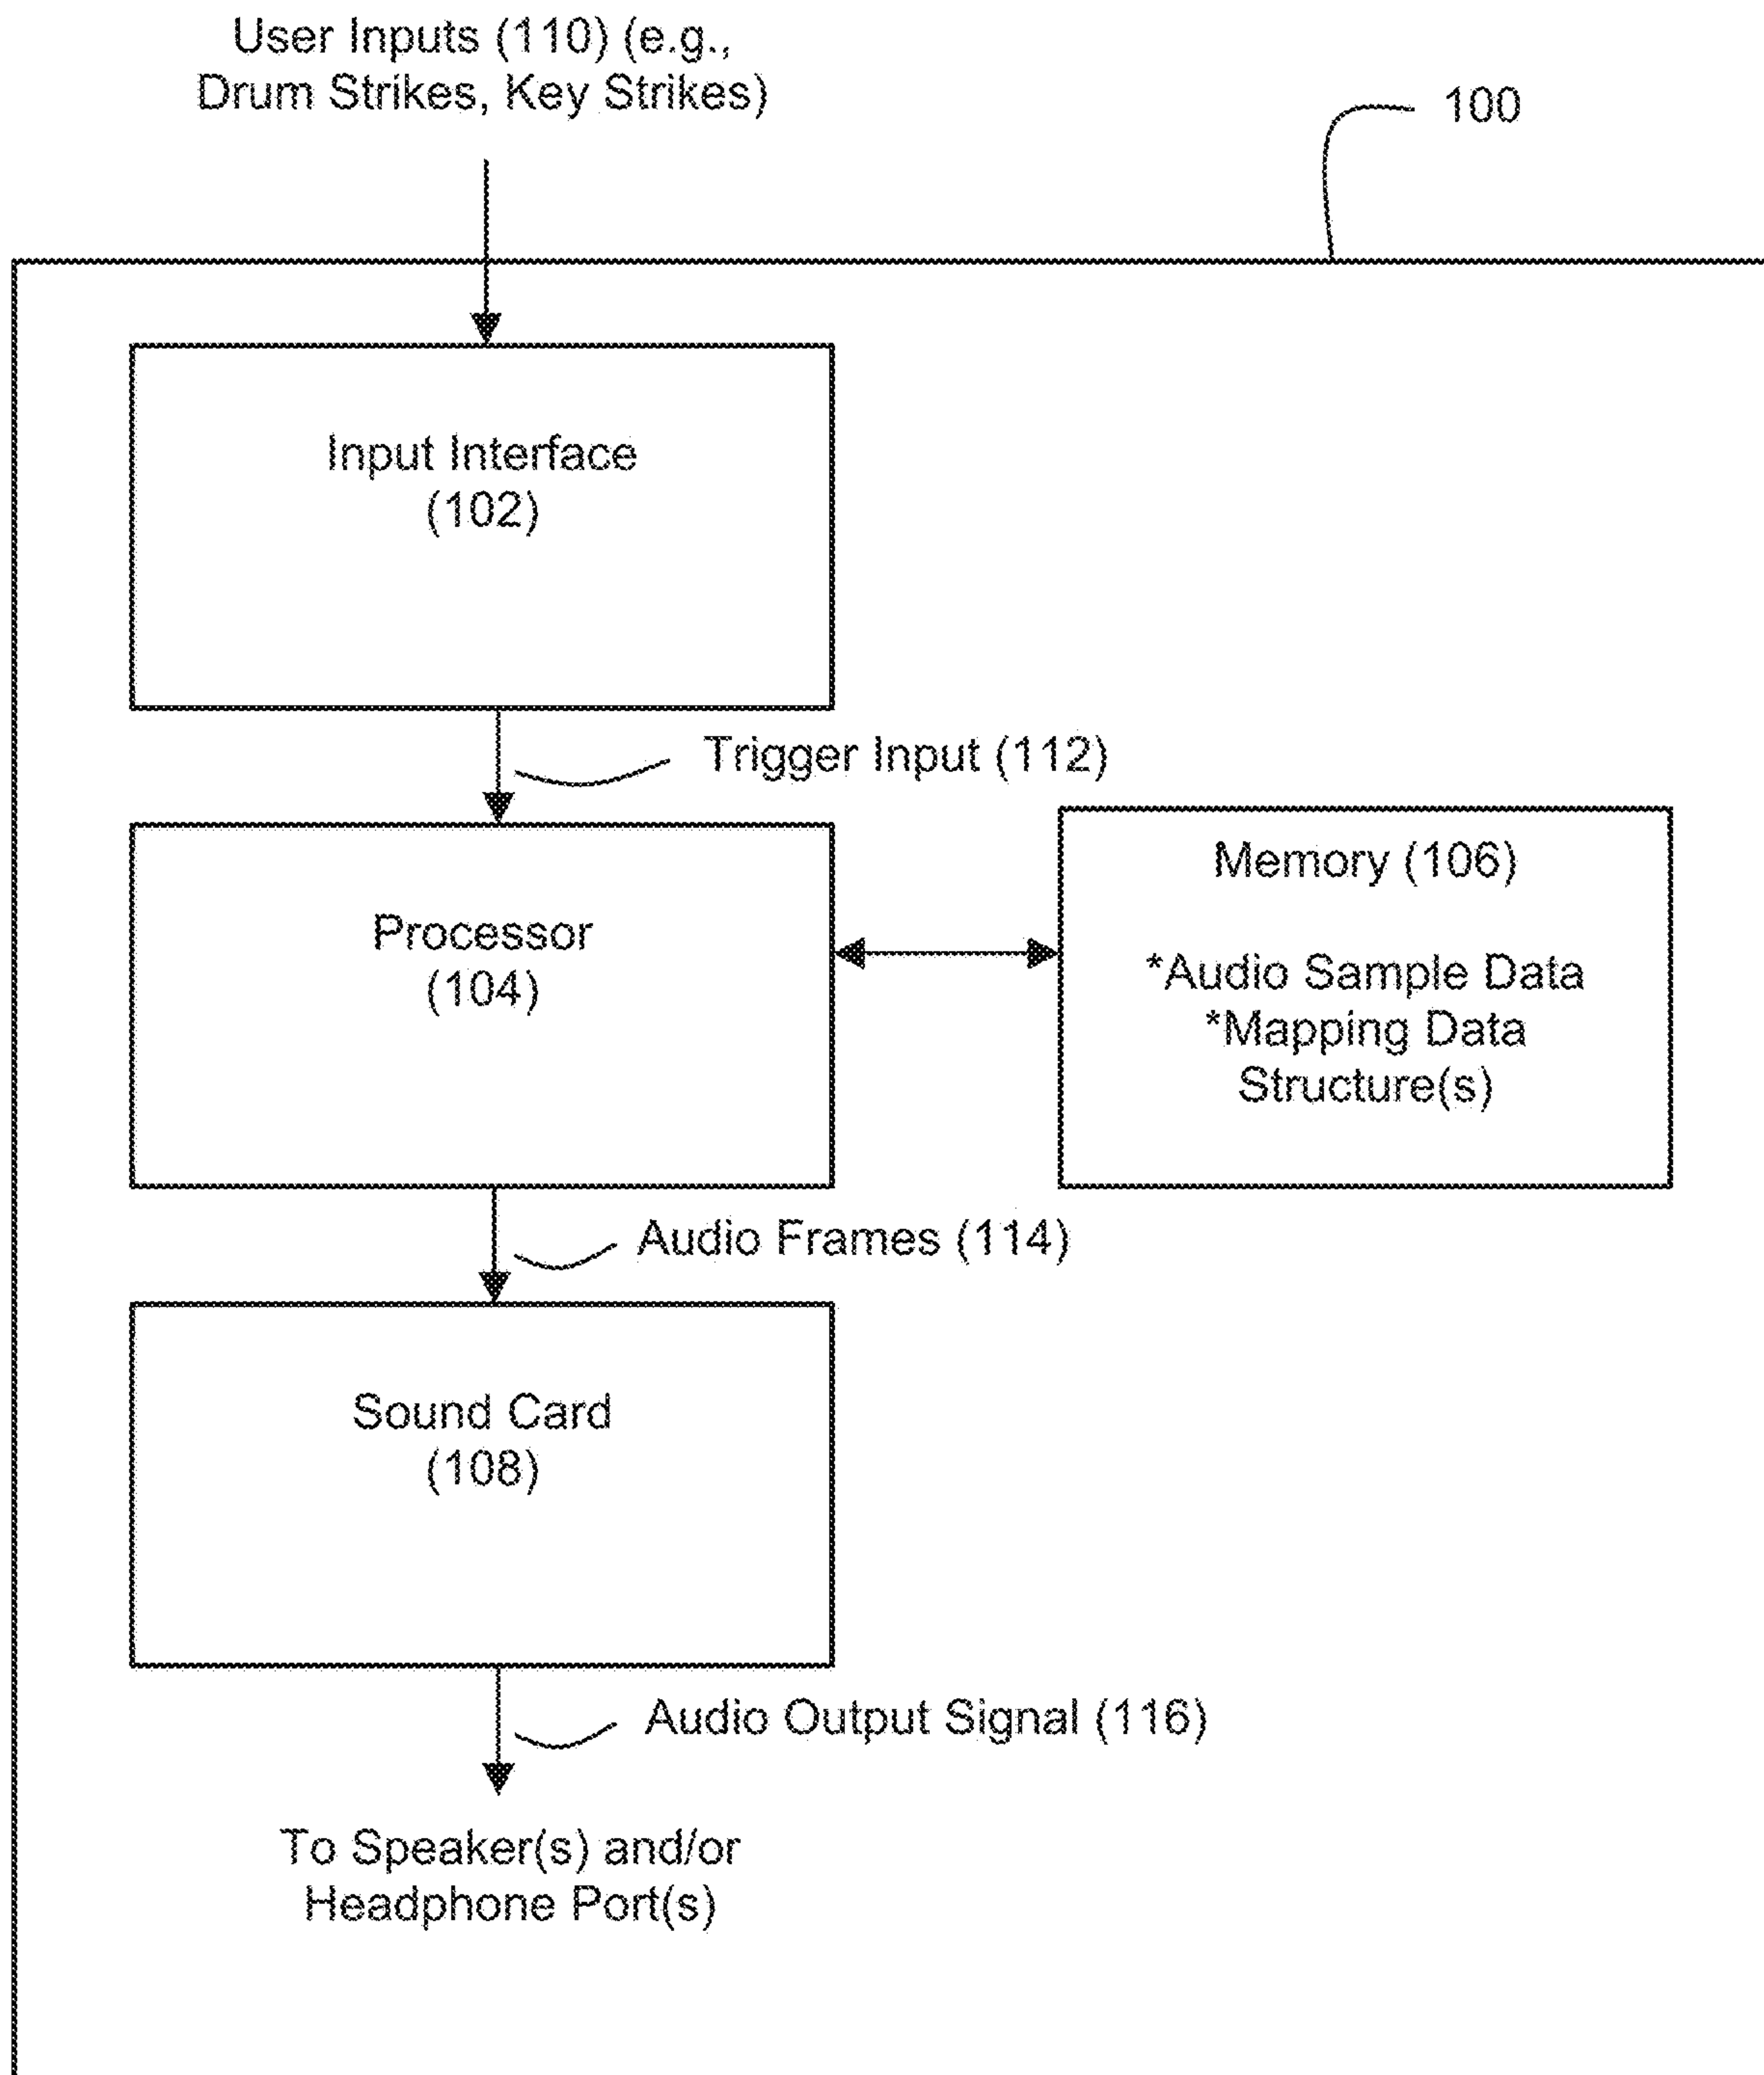 User Inputs (110) (e.g.,
Drum Strikes, Key Strikes)
100
Input Interface
(102)
Trigger Input (112)
Processor
(104)
Memory (106)
*Audio Sample Data
*Mapping Data
Structure(s)
Audio Frames (114)
Sound Card
(108)
Audio Output Signal (116)
To Speaker(s) and/or
Headphone Port(s)